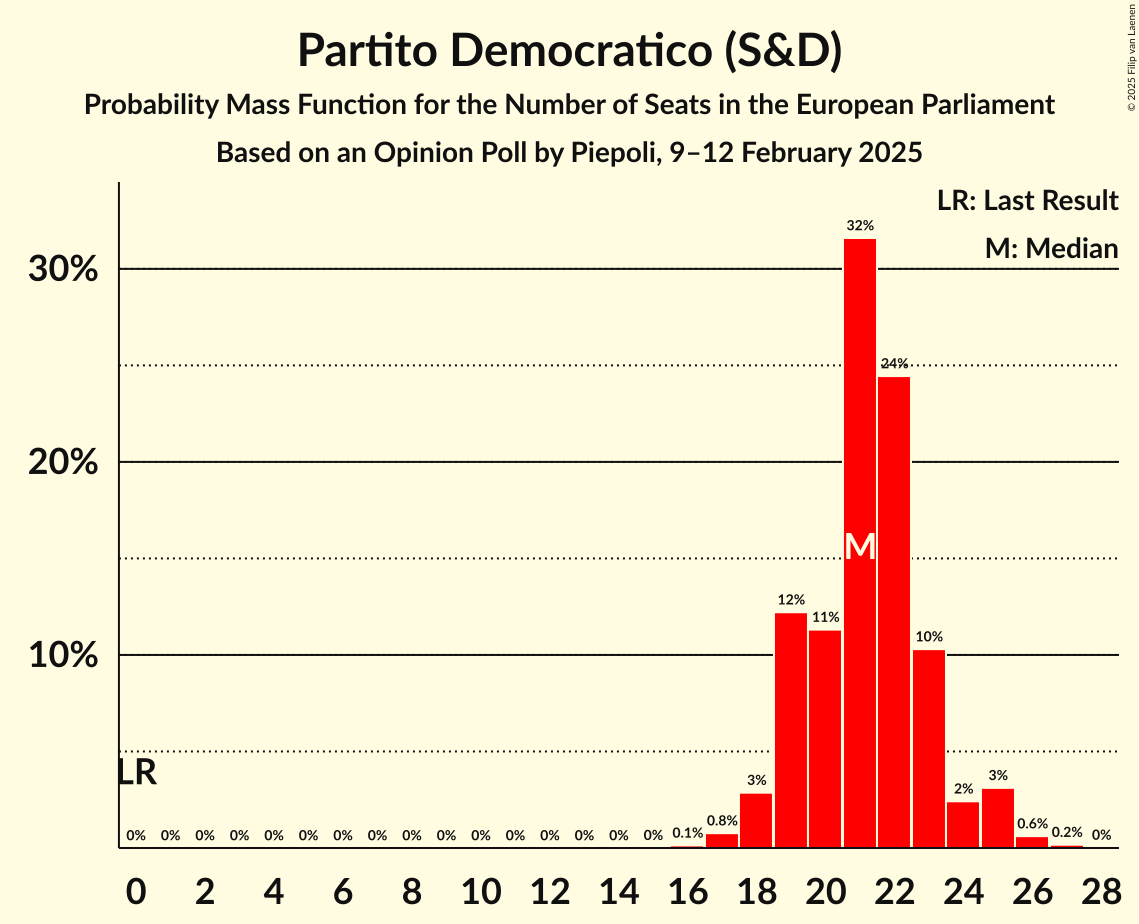 Partito Democratico (S&D)
Probability Mass Function for the Number of Seats in the European Parliament
Based on an Opinion Poll by Piepoli, 9–12 February 2025
© 2025 Filip van Laenen
LR: Last Result
M: Median
30%
20%
10%
32%
24%
12%
11%
10%
M
LR
0% 0% 0% 0% 0% 0% 0% 0% 0% 0% 0% 0% 0% 0% 0% 0% 0.1% 0.8% 3% 2% 3% 0.6% 0.2% 0%
0 2 4 6 8 10 12 14 16 18 20 22 24 26 28